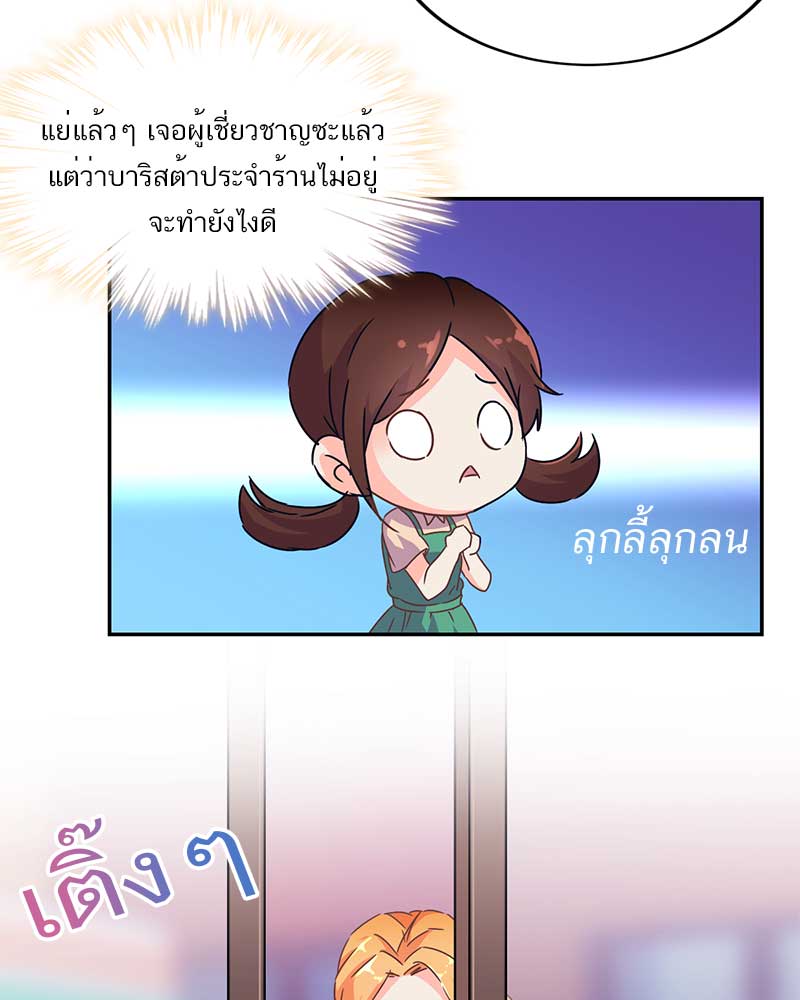 แย่แล้วๆ เจอผู้เชี่ยวชาญซะแล้ว
แต่ว่าบาริสต้าประจำร้านไม่อยู่
จะทำยังไงดี
ลุกลี้ลุกลน
เติ๊งๆ